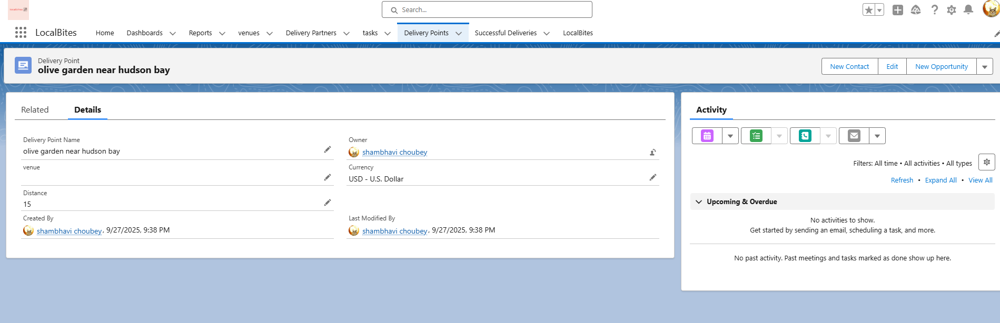 localbites
Search...
LocalBites
Home
Dashboards
Reports
venues
Delivery Partners
tasks
Delivery Points
Successful Deliveries
LocalBites
Delivery Point
olive garden near hudson bay
New Contact
Edit
New Opportunity
Related
Details
Delivery Point Name
olive garden near hudson bay
Owner
shambhavi choubey
venue
Currency
USD - U.S. Dollar
Distance
15
Created By
shambhavi choubey, 9/27/2025, 9:38 PM
Last Modified By
shambhavi choubey, 9/27/2025, 9:38 PM
Activity
Filters: All time • All activities • All types
Refresh • Expand All • View All
Upcoming & Overdue
No activities to show.
Get started by sending an email, scheduling a task, and more.
No past activity. Past meetings and tasks marked as done show up here.